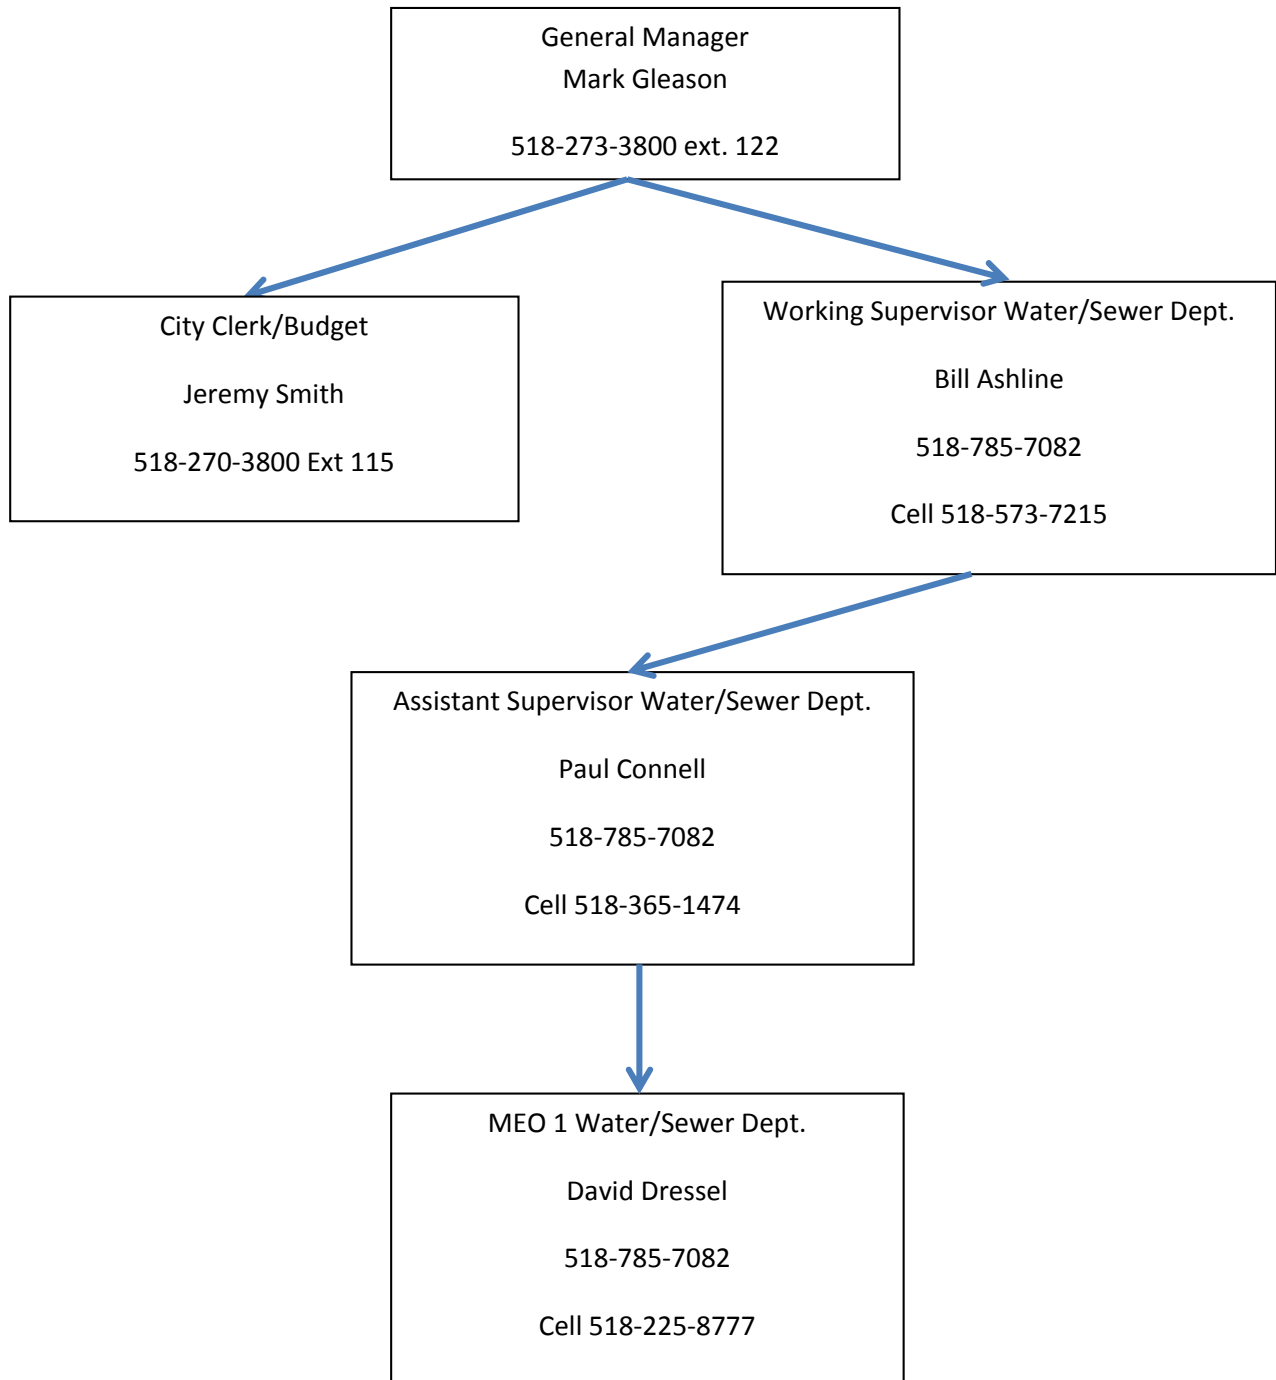 General Manager
Mark Gleason
518-273-3800 ext. 122
City Clerk/Budget
Jeremy Smith
518-270-3800 Ext 115
Working Supervisor Water/Sewer Dept.
Bill Ashline
518-785-7082
Cell 518-573-7215
Assistant Supervisor Water/Sewer Dept.
Paul Connell
518-785-7082
Cell 518-365-1474
MEO 1 Water/Sewer Dept.
David Dressel
518-785-7082
Cell 518-225-8777